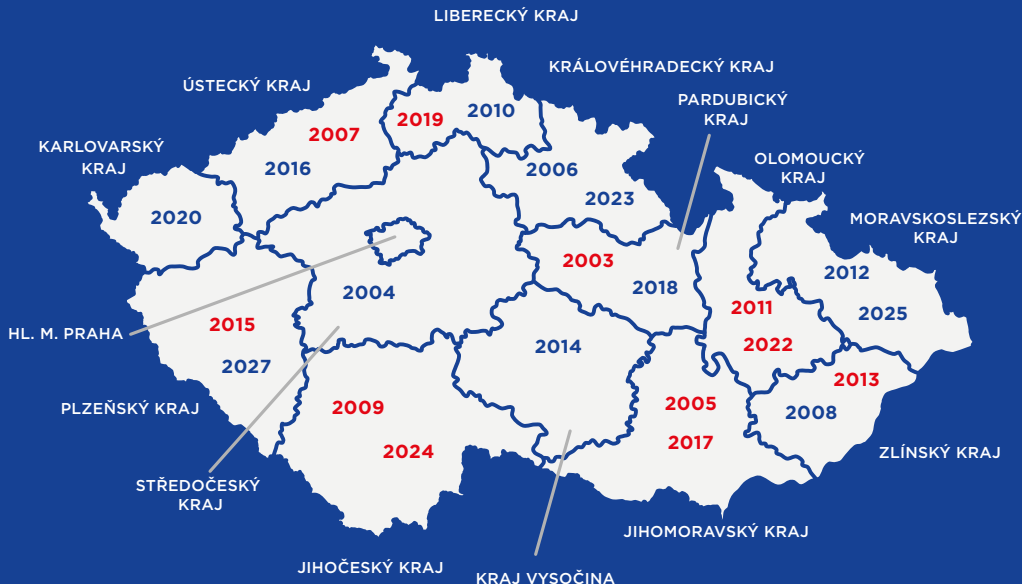 LIBERECKÝ KRAJ
KRÁLOVÉHRADECKÝ KRAJ
ÚSTECKÝ KRAJ
PARDUBICKÝ
KRAJ
2019
2010
2007
KARLOVARSKÝ
KRAJ
OLOMOUCKÝ
KRAJ
2016
2006
2023
2020
MORAVSKOSLEZSKÝ
KRAJ
2003
2012
2004
2018
2011
2025
2015
HL. M. PRAHA
2014
2022
2027
2013
PLZEŇSKÝ KRAJ
2009
2005
2008
2024
2017
ZLÍNSKÝ KRAJ
STŘEDOČESKÝ
KRAJ
JIHOMORAVSKÝ KRAJ
JIHOČESKÝ KRAJ
KRAJ VYSOČINA